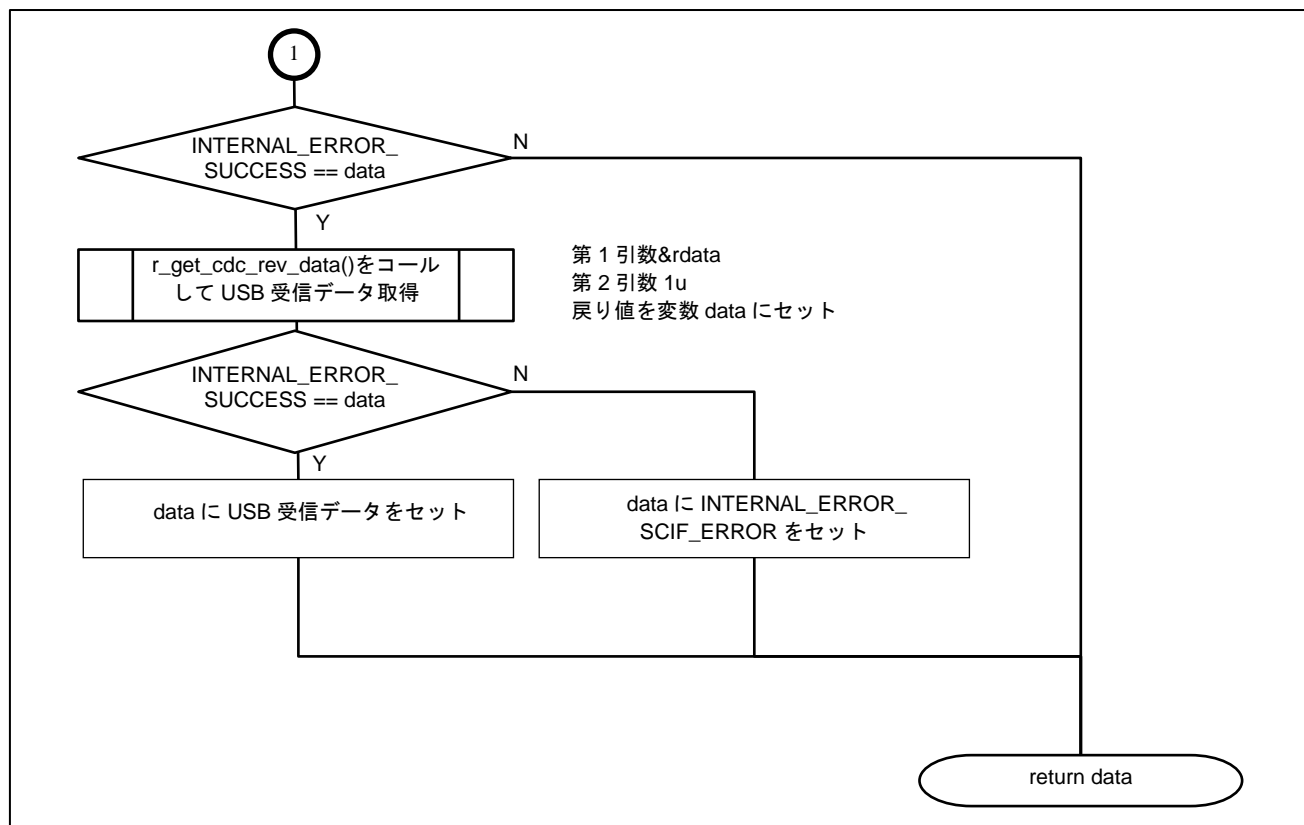 1
INTERNAL_ERROR_
SUCCESS == data
N
Y
r_get_cdc_rev_data()をコール
して USB 受信データ取得
第 1 引数&rdata
第 2 引数 1u
戻り値を変数 data にセット
INTERNAL_ERROR_
SUCCESS == data
N
Y
data に USB 受信データをセット
data に INTERNAL_ERROR_
SCIF_ERROR をセット
return data